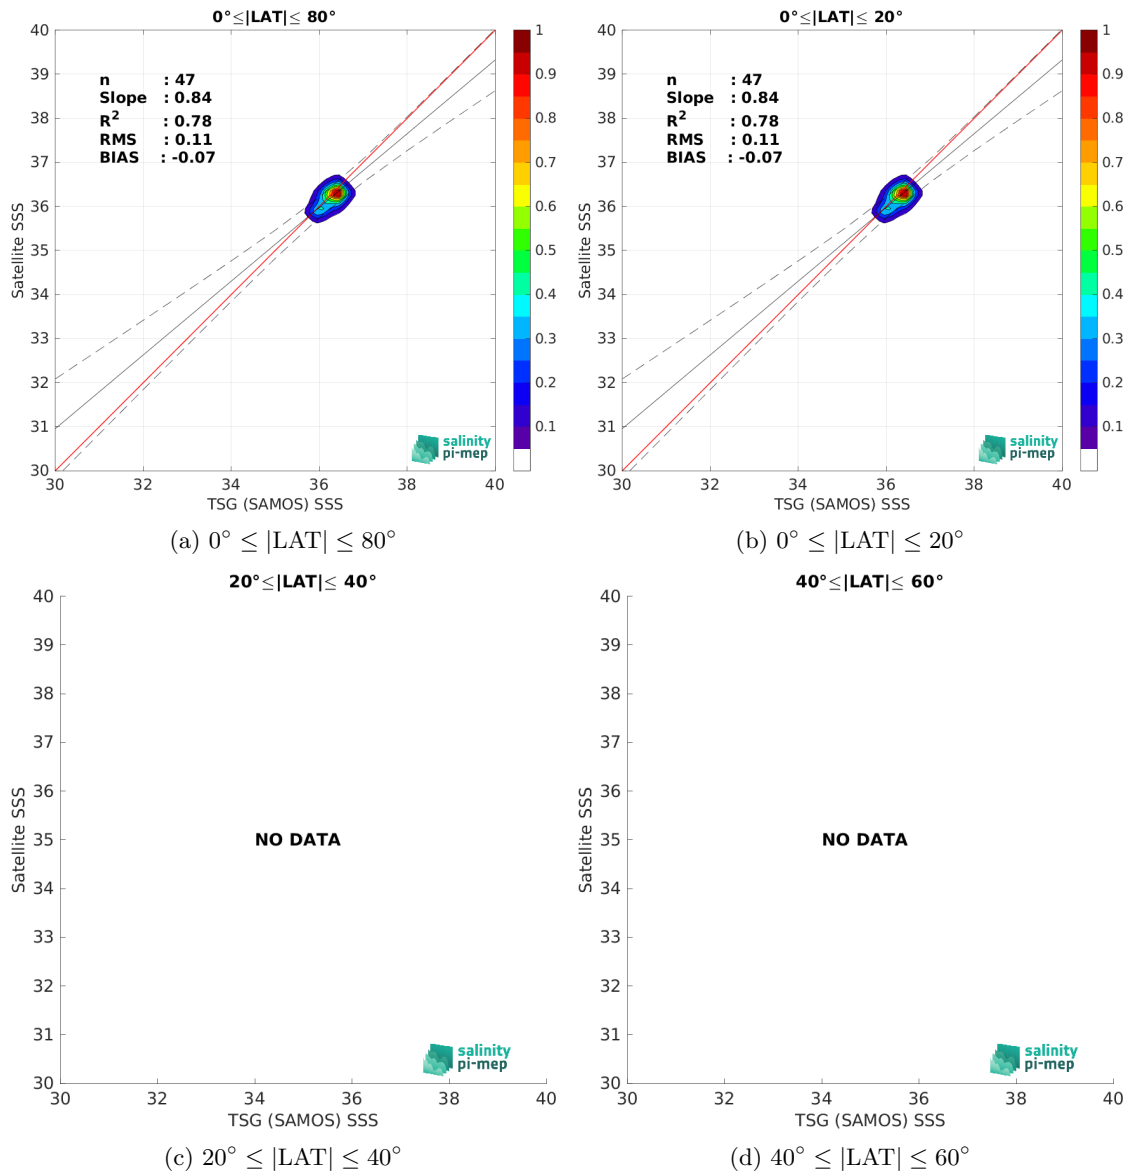 0°≤|LAT|≤ 80°
40
39
38
37
36
35
34
33
32
31
30
30 32 34 36 38 40
Satellite SSS
TSG (SAMOS) SSS
n : 47
Slope : 0.84
R² : 0.78
RMS : 0.11
BIAS : -0.07
1
0.9
0.8
0.7
0.6
0.5
0.4
0.3
0.2
0.1
salinity
pi-mep
(a) 0° ≤ |LAT| ≤ 80°
0°≤|LAT|≤ 20°
40
39
38
37
36
35
34
33
32
31
30
30 32 34 36 38 40
Satellite SSS
TSG (SAMOS) SSS
n : 47
Slope : 0.84
R² : 0.78
RMS : 0.11
BIAS : -0.07
1
0.9
0.8
0.7
0.6
0.5
0.4
0.3
0.2
0.1
salinity
pi-mep
(b) 0° ≤ |LAT| ≤ 20°
20°≤|LAT|≤ 40°
40
39
38
37
36
35
34
33
32
31
30
30 32 34 36 38 40
Satellite SSS
TSG (SAMOS) SSS
NO DATA
salinity
pi-mep
(c) 20° ≤ |LAT| ≤ 40°
40°≤|LAT|≤ 60°
40
39
38
37
36
35
34
33
32
31
30
30 32 34 36 38 40
Satellite SSS
TSG (SAMOS) SSS
NO DATA
salinity
pi-mep
(d) 40° ≤ |LAT| ≤ 60°